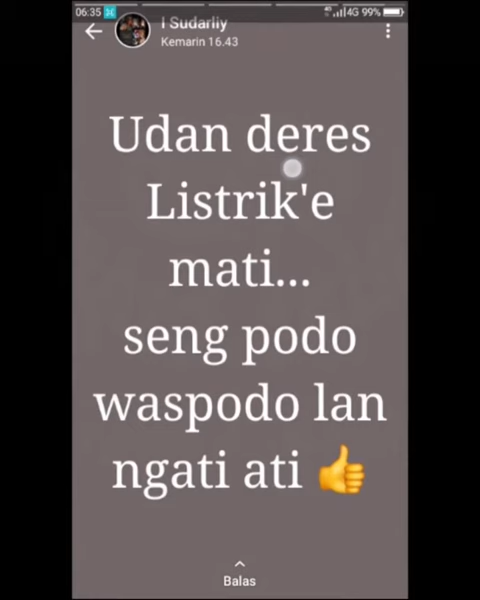 06:35
4G 99%
I Sudarliy
Kemarin 16.43
Udan deres
Listrik'e
mati...
seng podo
waspodo lan
ngati ati 👍
Balas